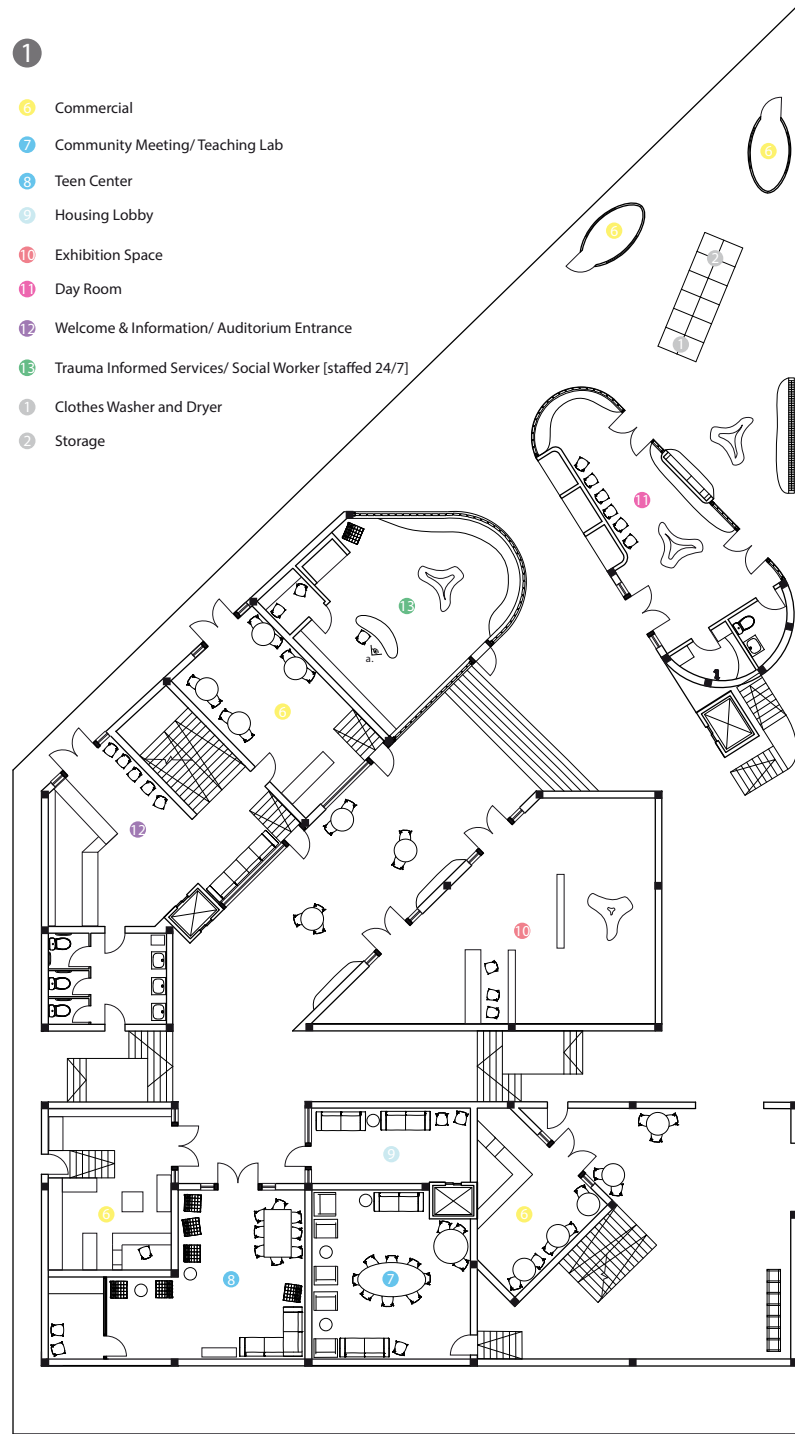 1
6 Commercial
7 Community Meeting/ Teaching Lab
8 Teen Center
9 Housing Lobby
10 Exhibition Space
11 Day Room
12 Welcome & Information/ Auditorium Entrance
13 Trauma Informed Services/ Social Worker [staffed 24/7]
1 Clothes Washer and Dryer
2 Storage
6
6
2
1
11
13
a.
6
12
10
9
6
6
8
7